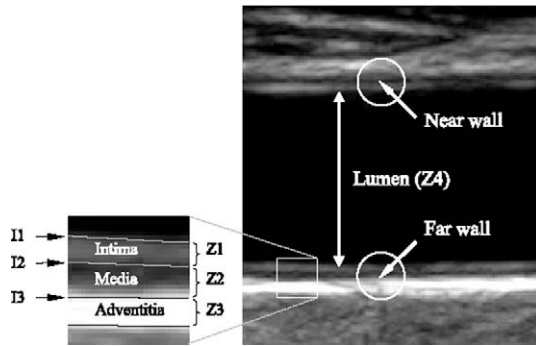 Near wall
Lumen (Z4)
Far wall
I1
Intima
Z1
I2
Media
Z2
I3
Adventitia
Z3